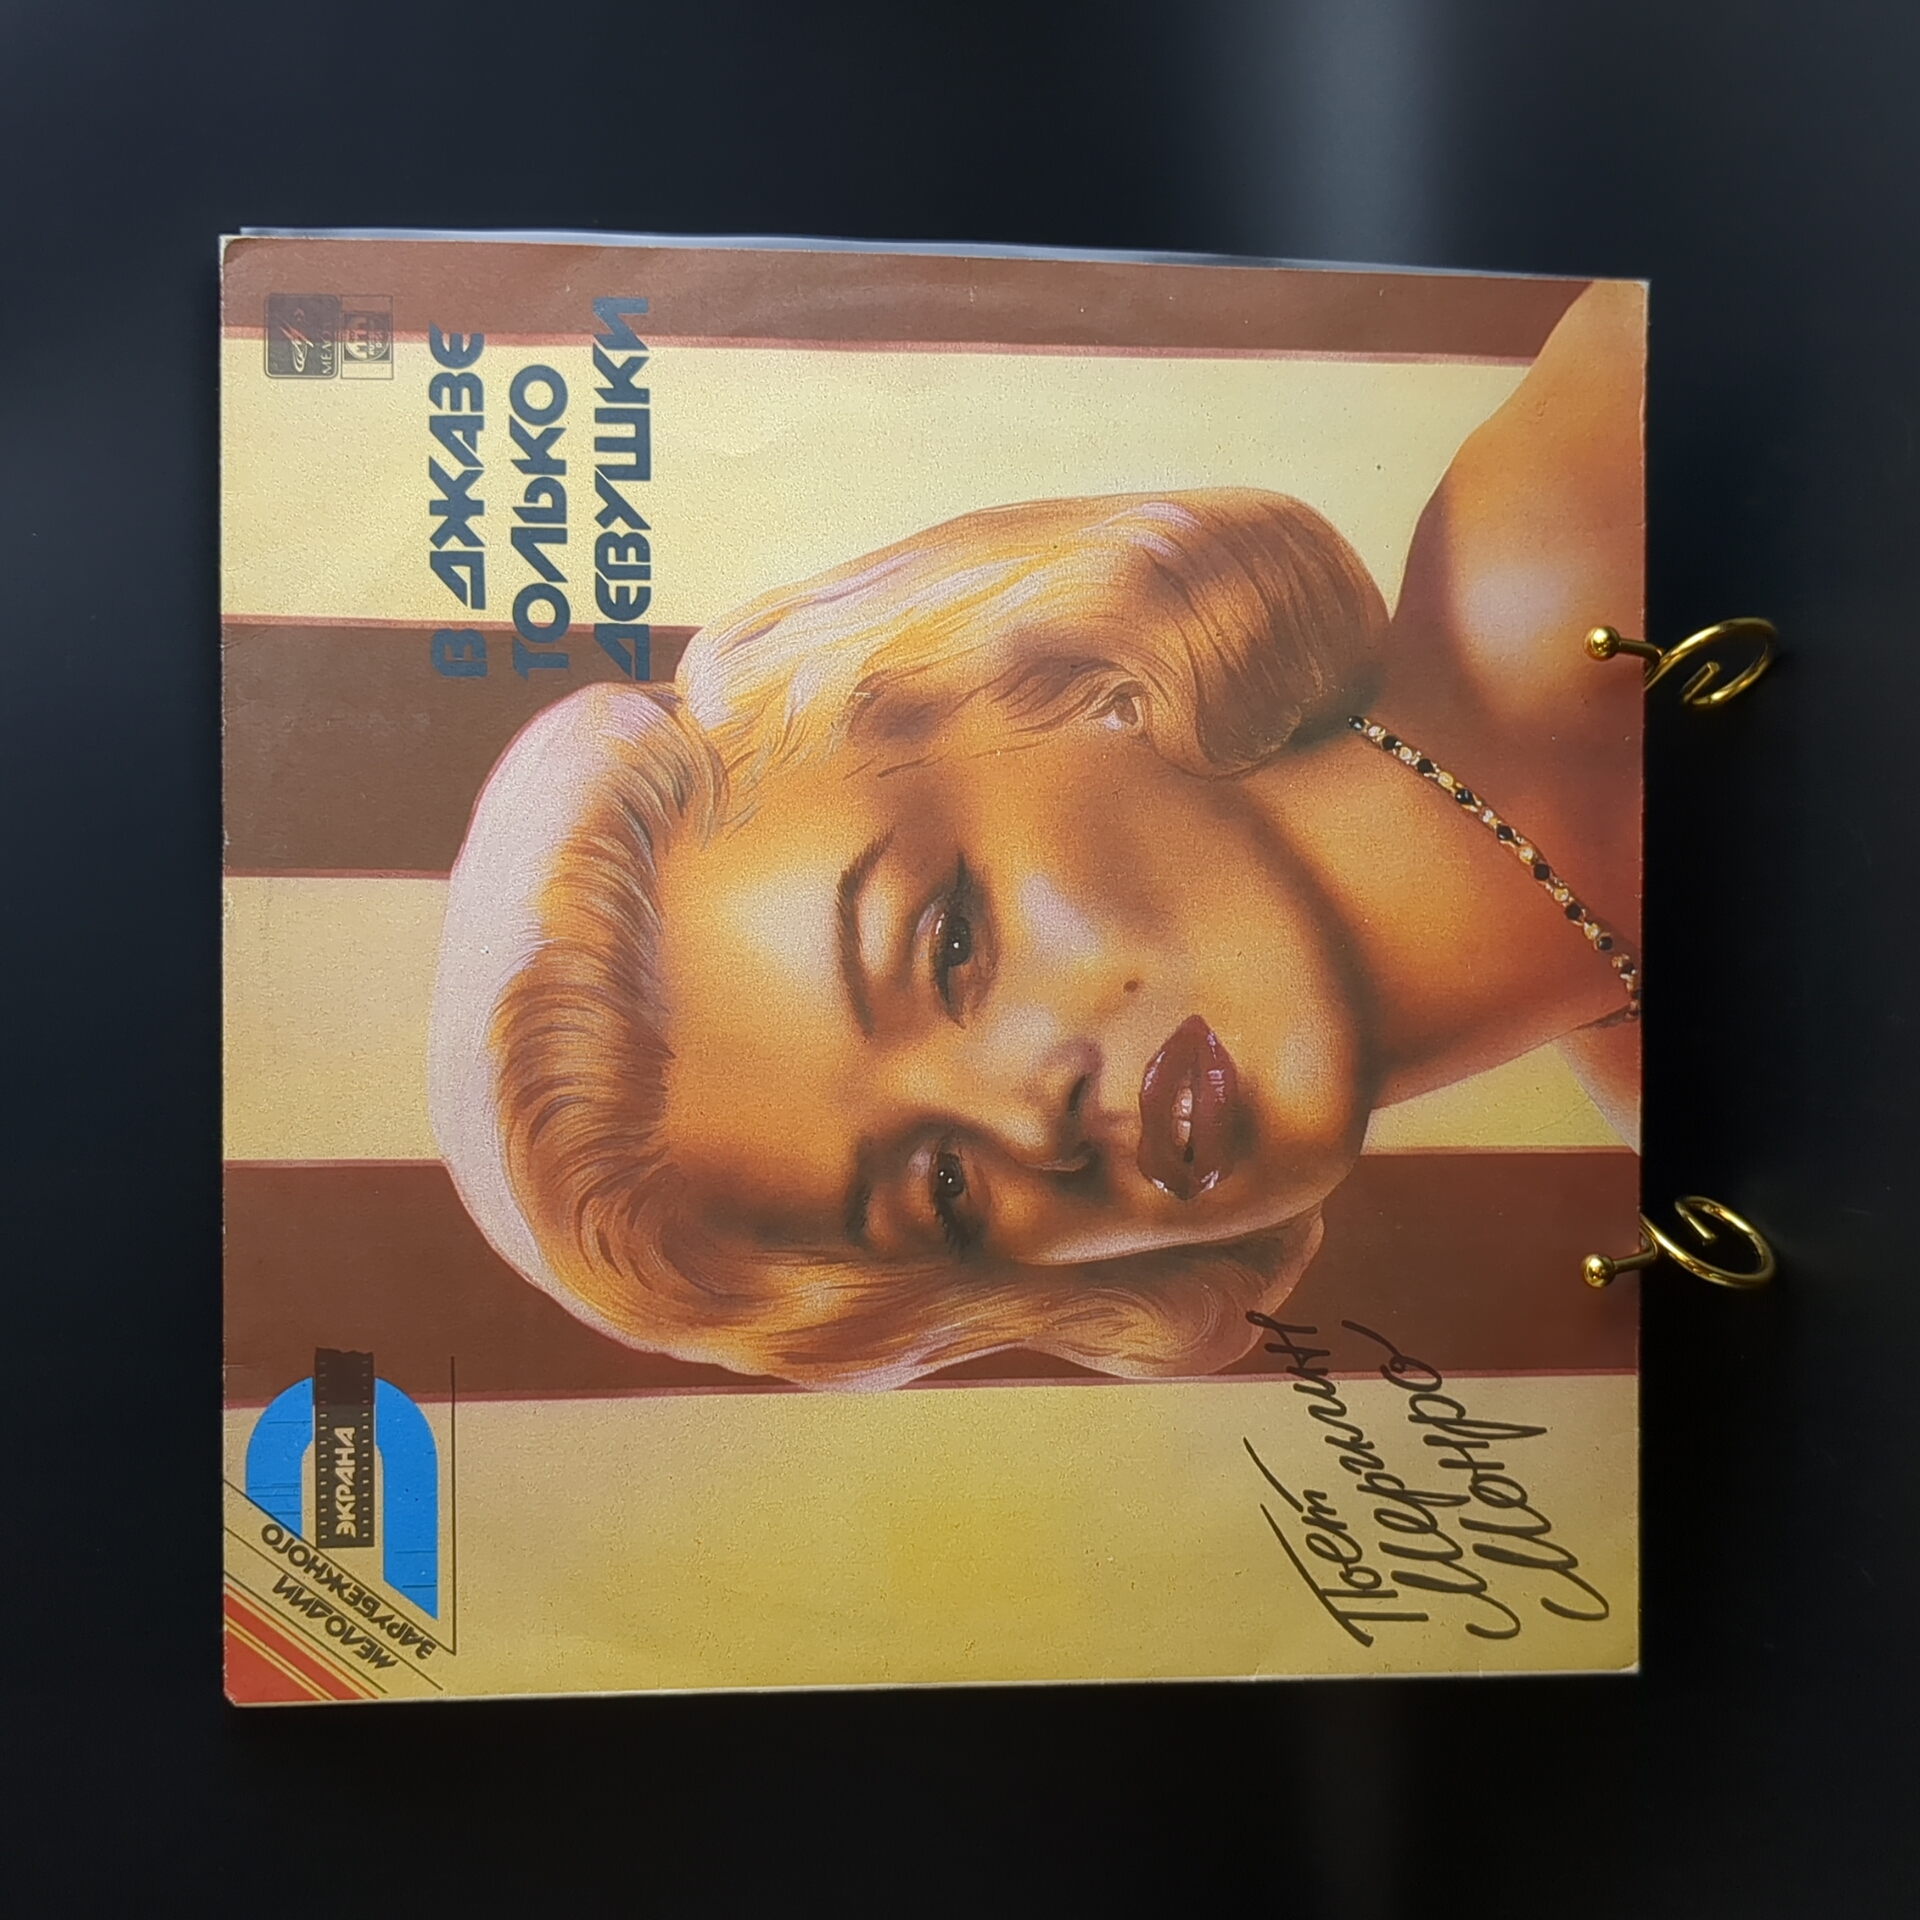 МЕЛОДИИ
ЗАРУБЕЖНОГО
ЭКРАНА
В ДЖАЗЕ
ТОЛЬКО
ДЕВУШКИ
Поет
Мерилин
Монро